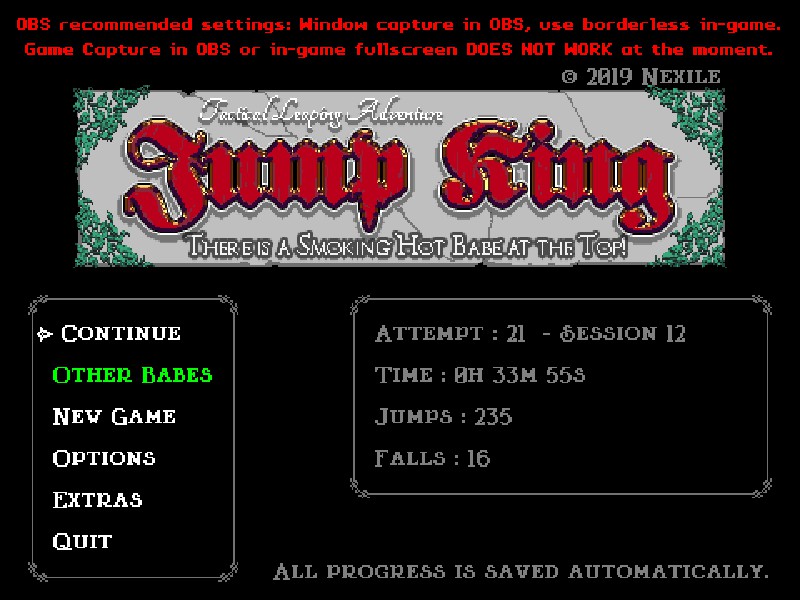 OBS recommended settings: Window capture in OBS, use borderless in-game.
Game Capture in OBS or in-game fullscreen DOES NOT WORK at the moment.
© 2019 Nexile
Tactical Leaping Adventure
Jump King
There is a Smoking Hot Babe at the Top!
Continue
Other Babes
New Game
Options
Extras
Quit
Attempt : 21 - Session 12
Time : 0h 33m 55s
Jumps : 235
Falls : 16
All progress is saved automatically.